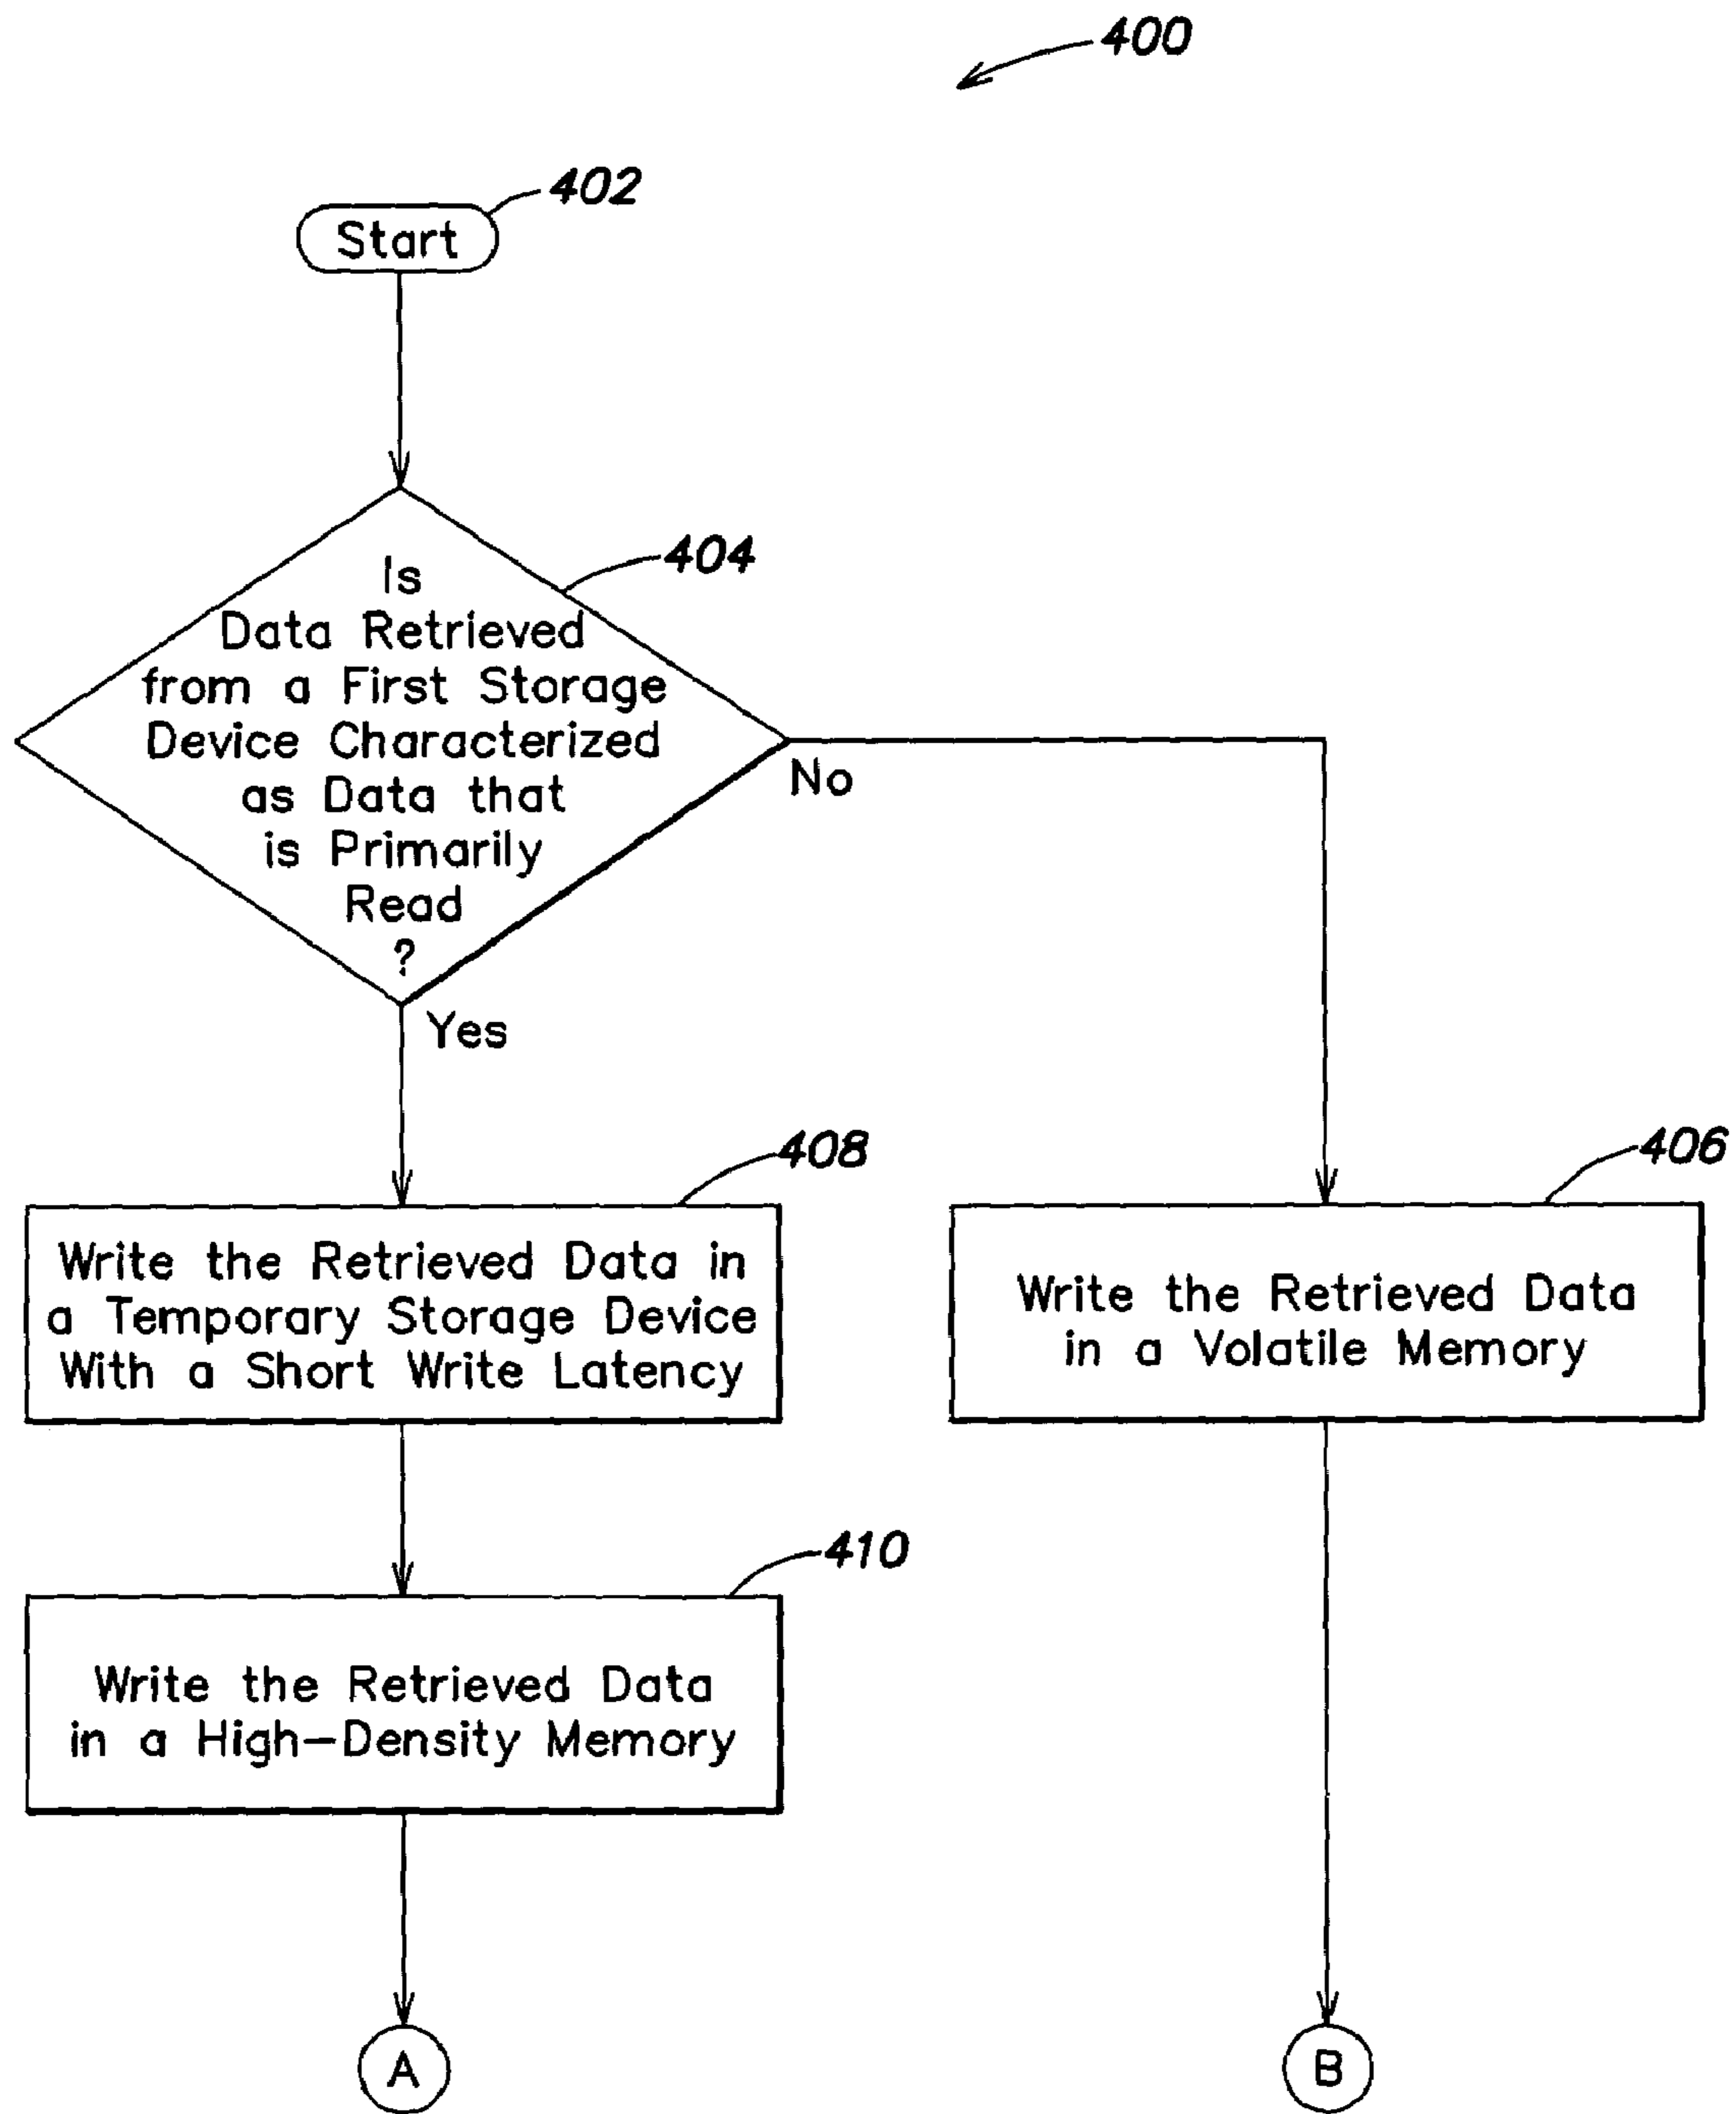 400
402
Start
404
Is
Data Retrieved
from a First Storage
Device Characterized
as Data that
is Primarily
Read
?
No
Yes
408
Write the Retrieved Data in
a Temporary Storage Device
With a Short Write Latency
406
Write the Retrieved Data
in a Volatile Memory
410
Write the Retrieved Data
in a High-Density Memory
A
B